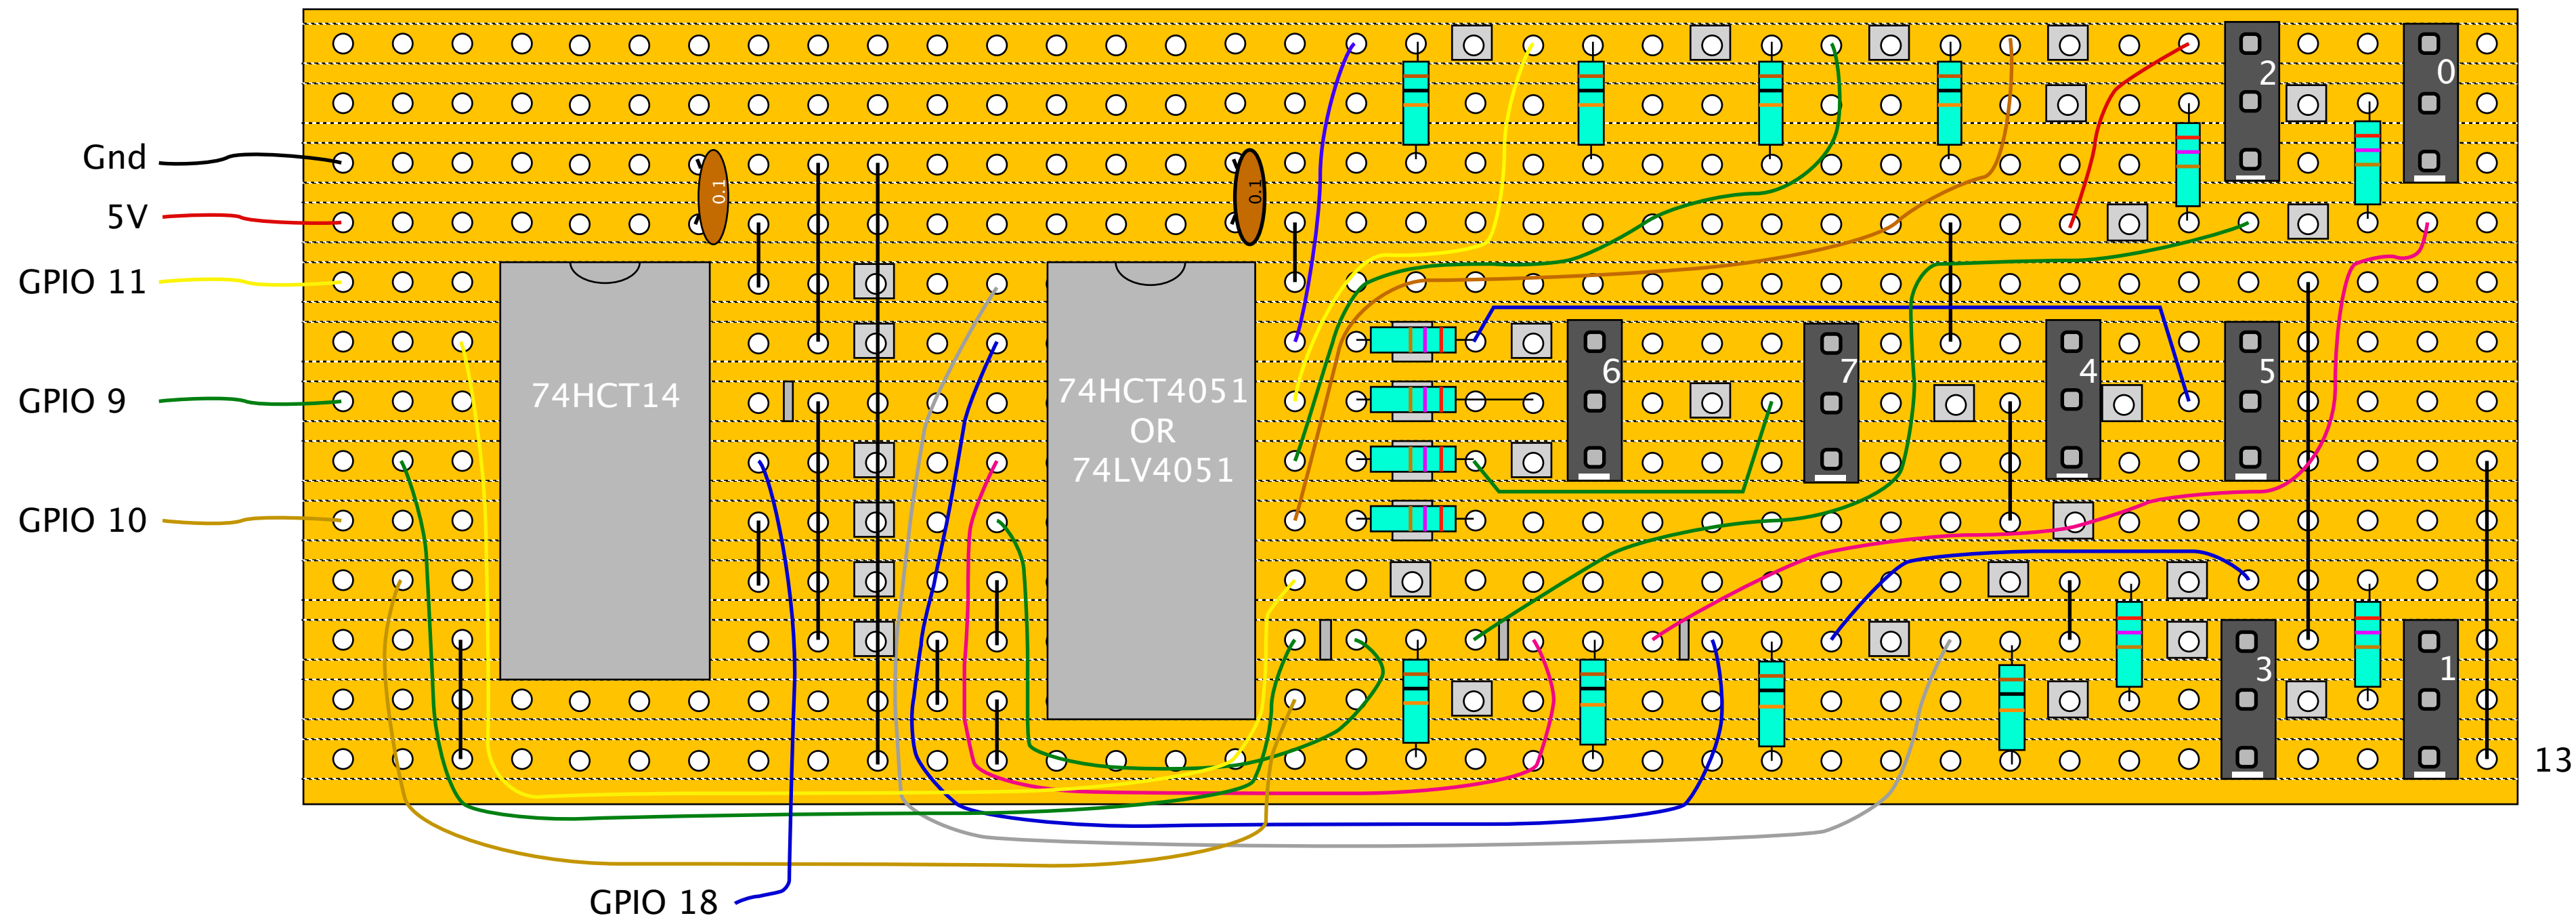 2
0
Gnd
0.1
0.1
5V
GPIO 11
6
7
4
5
74HCT14
74HCT4051
OR
74LV4051
GPIO 9
GPIO 10
3
1
13
GPIO 18